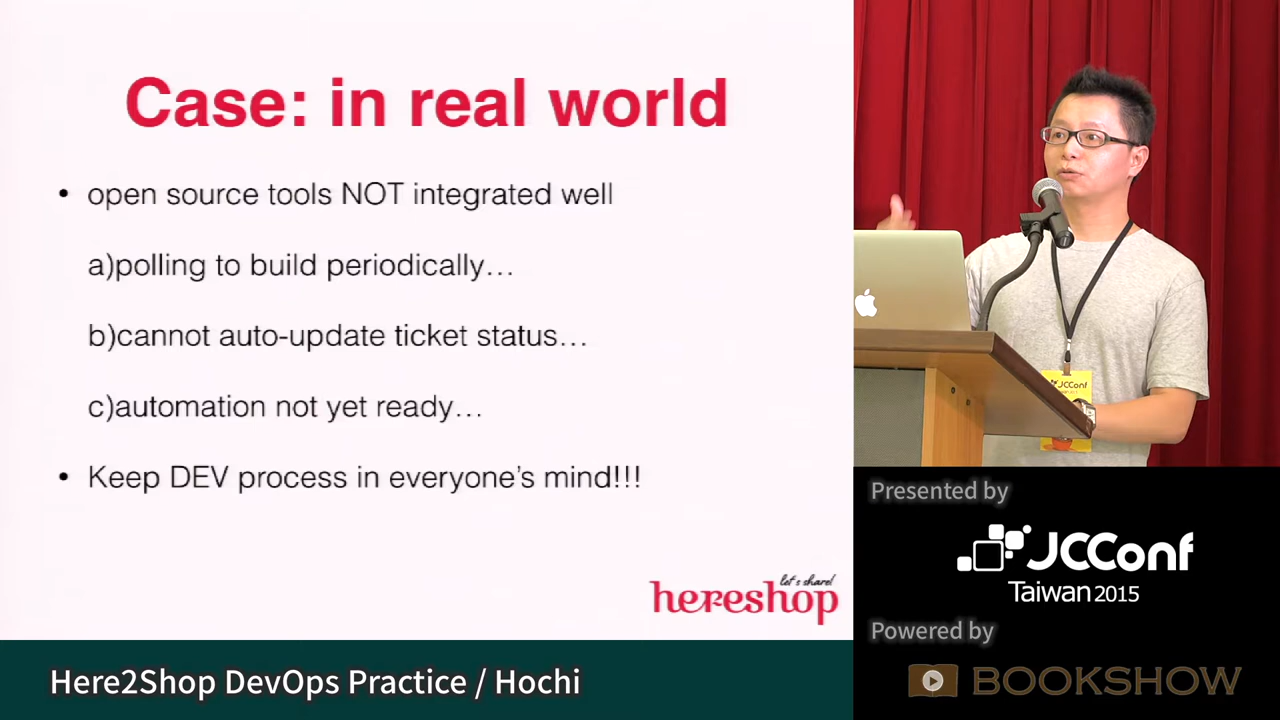 Case: in real world
• open source tools NOT integrated well
a)polling to build periodically…
b)cannot auto-update ticket status…
c)automation not yet ready…
• Keep DEV process in everyone's mind!!!
let's share!
hereshop
JCConf
Presented by
JCConf
Taiwan 2015
Powered by
BOOKSHOW
Here2Shop DevOps Practice / Hochi